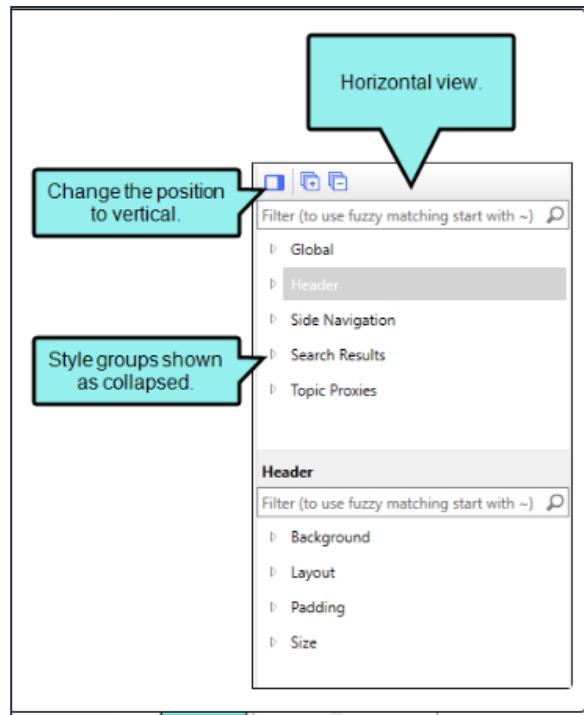 Horizontal view.
Change the position
to vertical.
Filter (to use fuzzy matching start with ~)
Global
Header
Side Navigation
Style groups shown
as collapsed.
Search Results
Topic Proxies
Header
Filter (to use fuzzy matching start with ~)
Background
Layout
Padding
Size